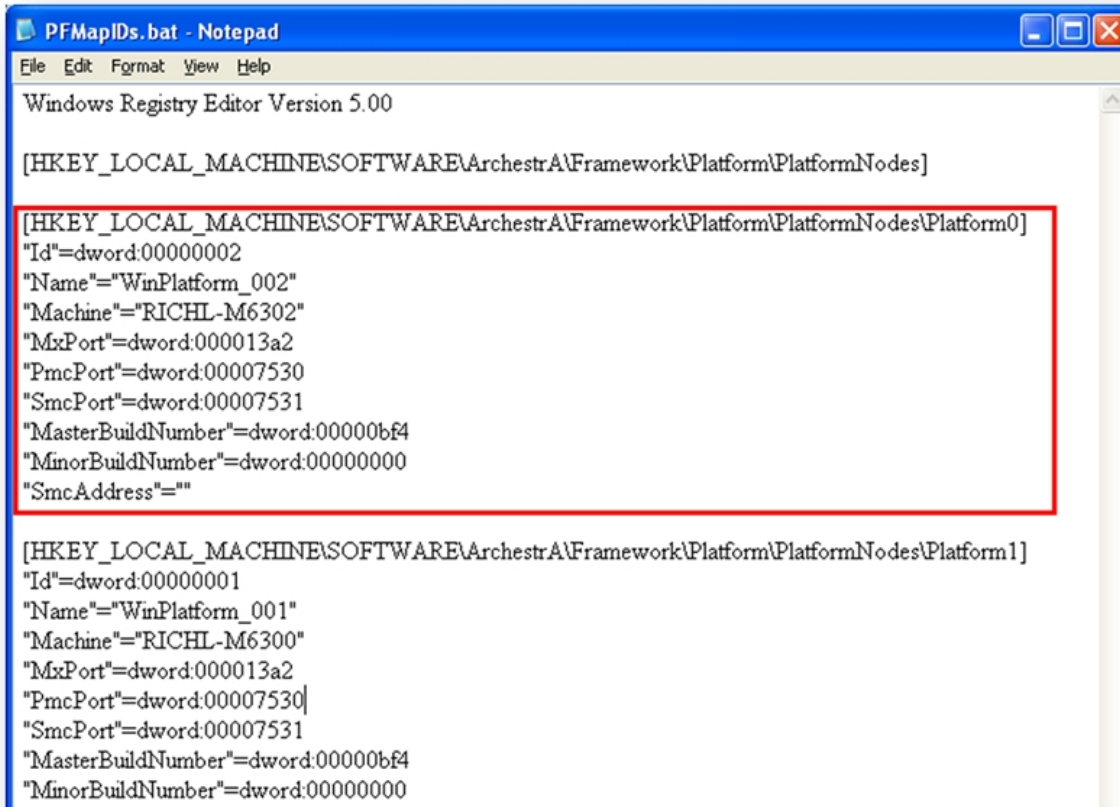 PFMapIDs.bat - Notepad
File Edit Format View Help
Windows Registry Editor Version 5.00
[HKEY_LOCAL_MACHINE\SOFTWARE\ArchestrA\Framework\Platform\PlatformNodes]
[HKEY_LOCAL_MACHINE\SOFTWARE\ArchestrA\Framework\Platform\PlatformNodes\Platform0]
"Id"=dword:00000002
"Name"="WinPlatform_002"
"Machine"="RICHL-M6302"
"MxPort"=dword:000013a2
"PmcPort"=dword:00007530
"SmcPort"=dword:00007531
"MasterBuildNumber"=dword:00000bf4
"MinorBuildNumber"=dword:00000000
"SmcAddress"=""
[HKEY_LOCAL_MACHINE\SOFTWARE\ArchestrA\Framework\Platform\PlatformNodes\Platform1]
"Id"=dword:00000001
"Name"="WinPlatform_001"
"Machine"="RICHL-M6300"
"MxPort"=dword:000013a2
"PmcPort"=dword:00007530
"SmcPort"=dword:00007531
"MasterBuildNumber"=dword:00000bf4
"MinorBuildNumber"=dword:00000000